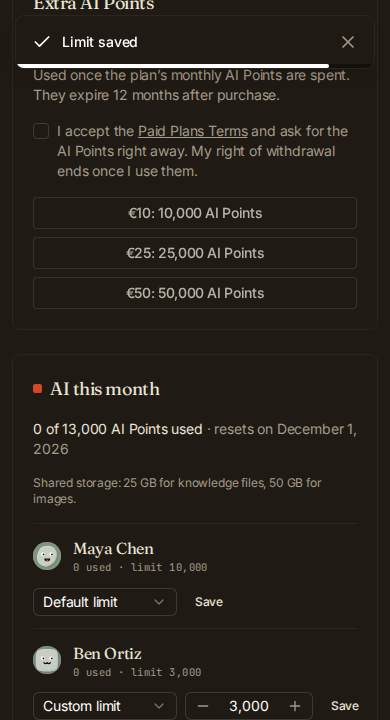 Extra AI Points
Limit saved
Used once the plan's monthly AI Points are spent.
They expire 12 months after purchase.
I accept the Paid Plans Terms and ask for the
AI Points right away. My right of withdrawal
ends once I use them.
€10: 10,000 AI Points
€25: 25,000 AI Points
€50: 50,000 AI Points
AI this month
0 of 13,000 AI Points used · resets on December 1,
2026
Shared storage: 25 GB for knowledge files, 50 GB for
images.
Maya Chen
0 used · limit 10,000
Default limit Save
Ben Ortiz
0 used · limit 3,000
Custom limit − 3,000 + Save